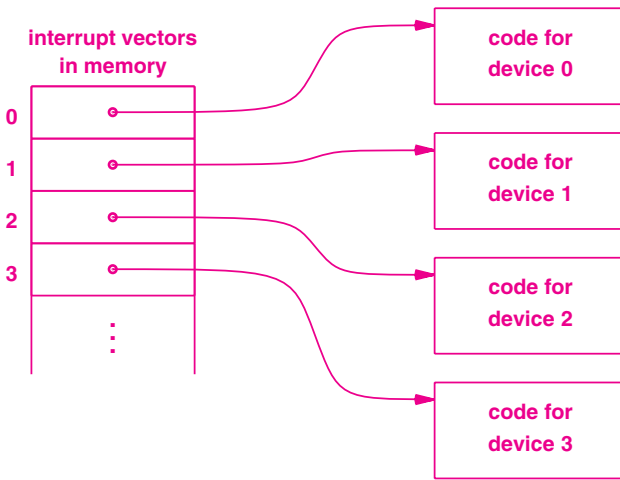 interrupt vectors
in memory
0
1
2
3
code for
device 0
code for
device 1
code for
device 2
code for
device 3